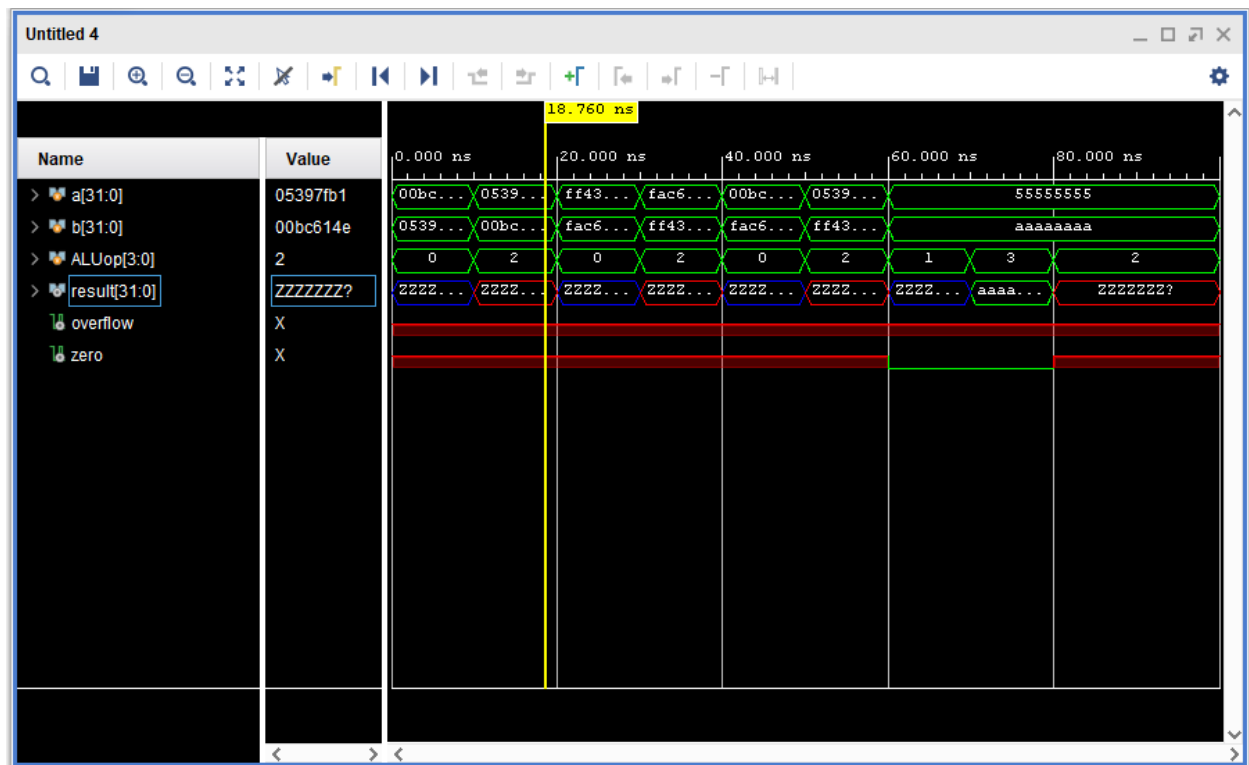 Untitled 4
18.760 ns
Name Value 0.000 ns 20.000 ns 40.000 ns 60.000 ns 80.000 ns
a[31:0] 05397fb1 00bc... 0539... ff43... fac6... 00bc... 0539... 55555555
b[31:0] 00bc614e 0539... 00bc... fac6... ff43... fac6... ff43... aaaaaaaa
ALUop[3:0] 2 0 2 0 2 0 2 1 3 2
result[31:0] ZZZZZZZ? ZZZZ... ZZZZ... ZZZZ... ZZZZ... ZZZZ... ZZZZ... ZZZZ... aaaa... ZZZZZZZ?
overflow X
zero X